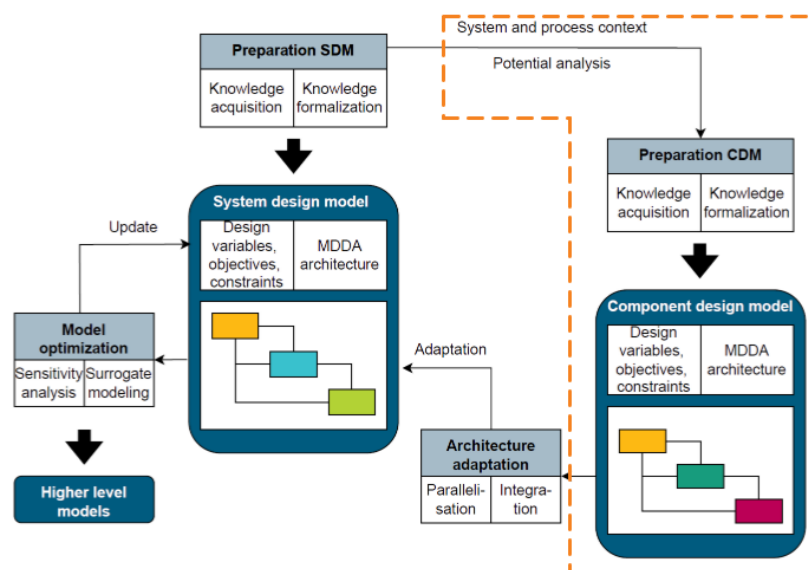 System and process context
Potential analysis
Preparation SDM
Knowledge
acquisition
Knowledge
formalization
Preparation CDM
Knowledge
acquisition
Knowledge
formalization
System design model
Design
variables,
objectives,
constraints
MDDA
architecture
Update
Model
optimization
Sensitivity
analysis
Surrogate
modeling
Higher level
models
Adaptation
Architecture
adaptation
Paralleli-
sation
Integra-
tion
Component design model
Design
variables,
objectives,
constraints
MDDA
architecture